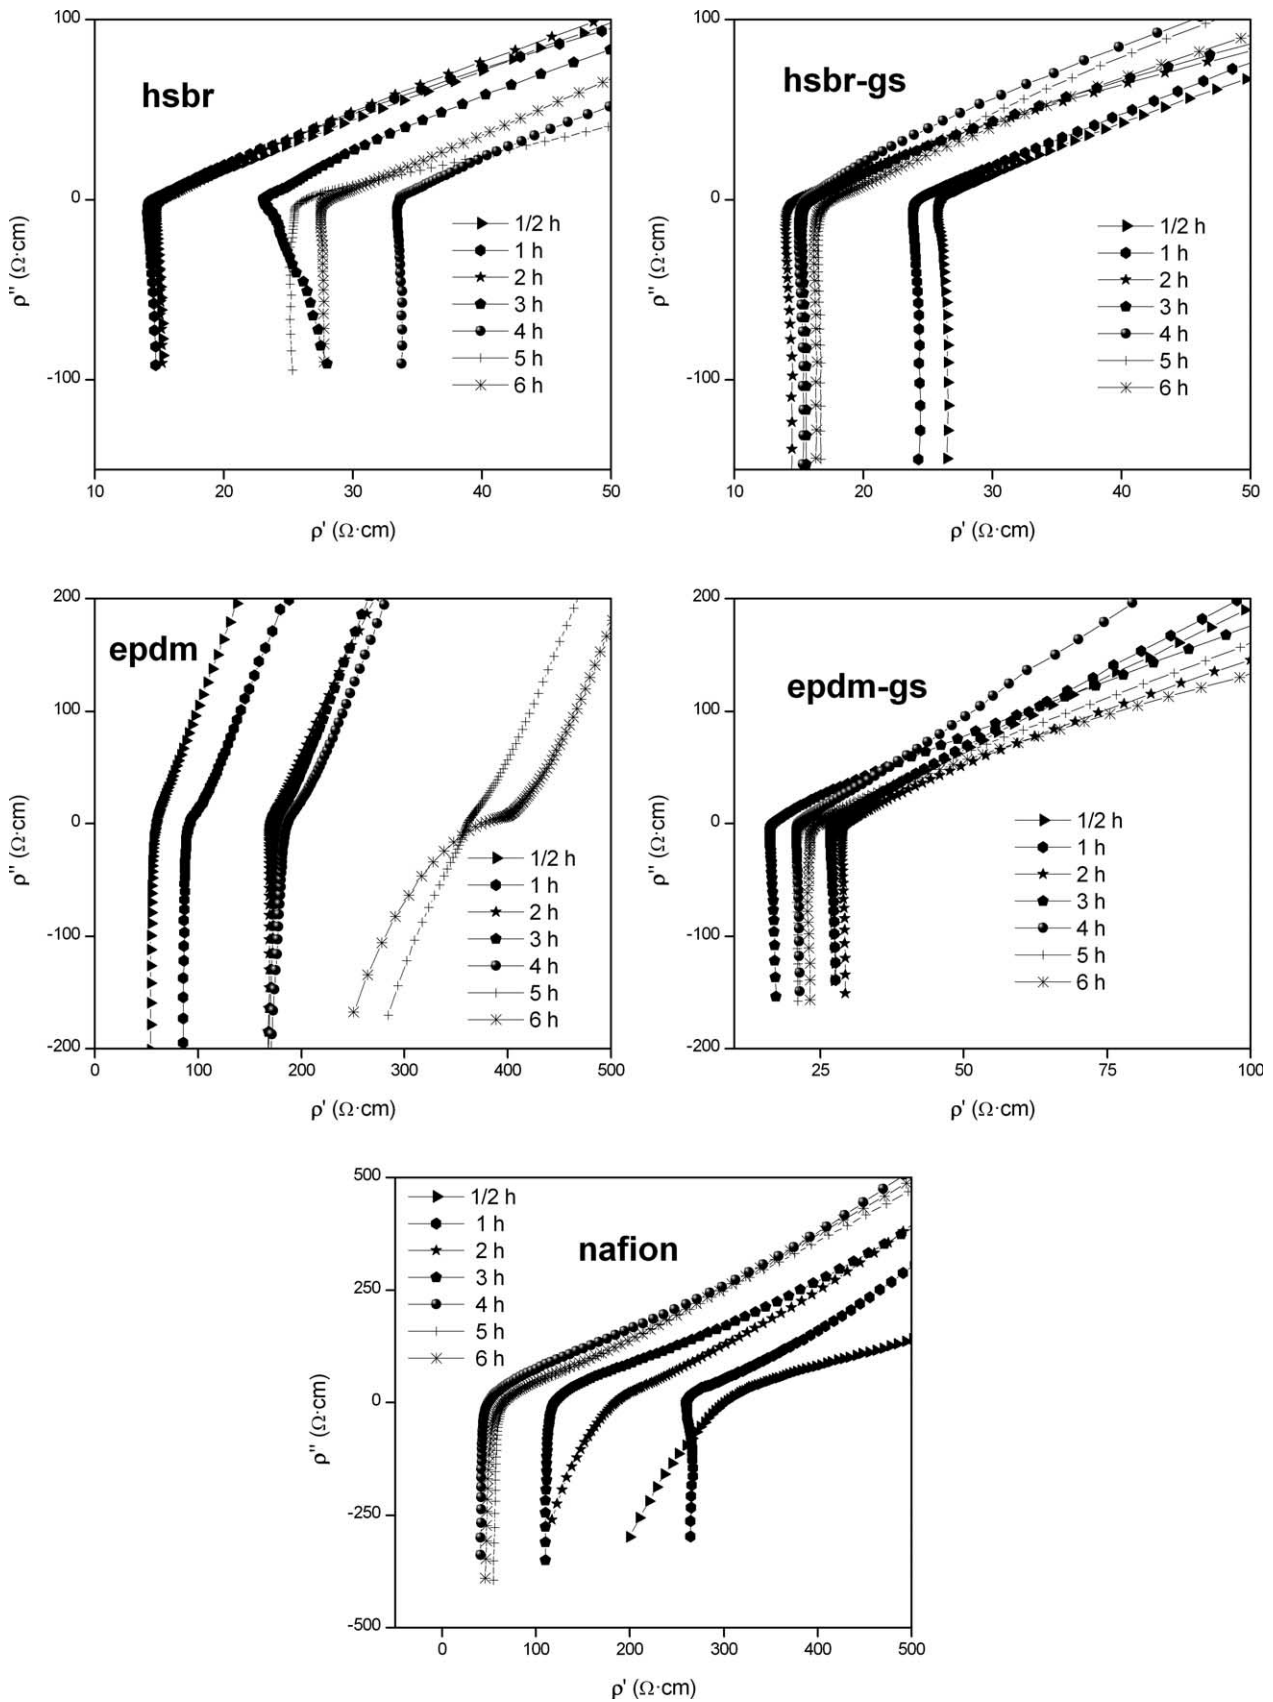 100
hsbr
0
-100
ρ'' (Ω·cm)
1/2 h
1 h
2 h
3 h
4 h
5 h
6 h
10
20
30
40
50
ρ' (Ω·cm)
100
hsbr-gs
0
-100
ρ'' (Ω·cm)
1/2 h
1 h
2 h
3 h
4 h
5 h
6 h
10
20
30
40
50
ρ' (Ω·cm)
200
epdm
100
0
-100
-200
ρ'' (Ω·cm)
1/2 h
1 h
2 h
3 h
4 h
5 h
6 h
0
100
200
300
400
500
ρ' (Ω·cm)
200
epdm-gs
100
0
-100
-200
ρ'' (Ω·cm)
1/2 h
1 h
2 h
3 h
4 h
5 h
6 h
25
50
75
100
ρ' (Ω·cm)
500
1/2 h
1 h
2 h
3 h
4 h
5 h
6 h
nafion
250
0
-250
-500
ρ'' (Ω·cm)
0
100
200
300
400
500
ρ' (Ω·cm)